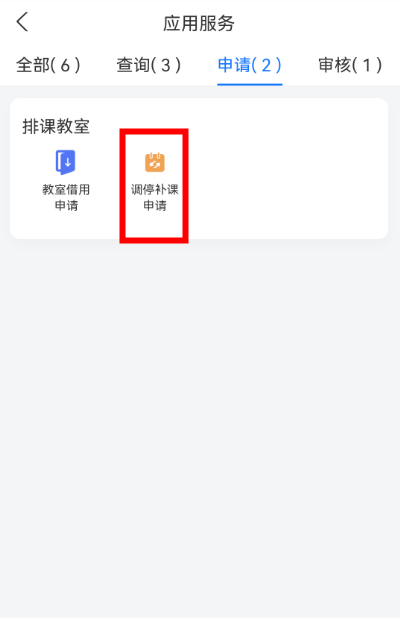 应用服务
全部(6) 查询(3) 申请(2) 审核(1)
排课教室
教室借用 调停补课
申请 申请